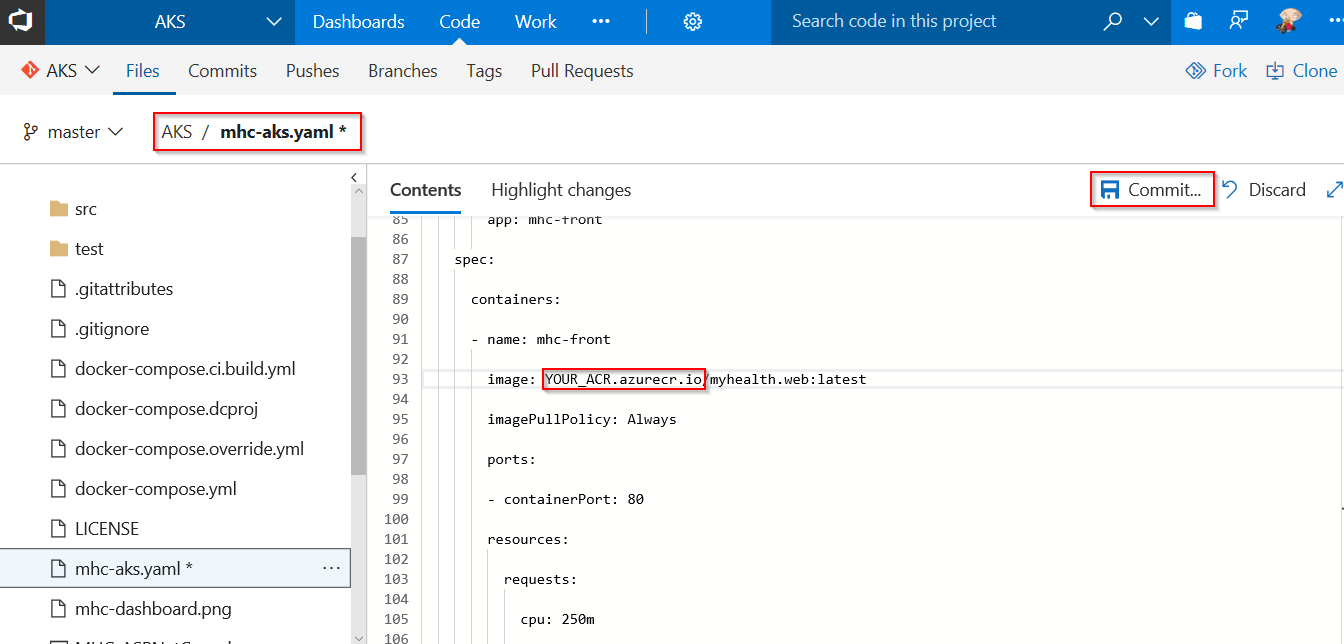 AKS Dashboards Code Work ••• Search code in this project •••
AKS Files Commits Pushes Branches Tags Pull Requests Fork Clone
master AKS / mhc-aks.yaml *
Contents Highlight changes Commit... Discard
src
test
.gitattributes
.gitignore
docker-compose.ci.build.yml
docker-compose.dcproj
docker-compose.override.yml
docker-compose.yml
LICENSE
mhc-aks.yaml * ...
mhc-dashboard.png
85 app: mhc-front
86
87 spec:
88
89 containers:
90
91 - name: mhc-front
92
93 image: YOUR_ACR.azurecr.io/myhealth.web:latest
94
95 imagePullPolicy: Always
96
97 ports:
98
99 - containerPort: 80
100
101 resources:
102
103 requests:
104
105 cpu: 250m
106